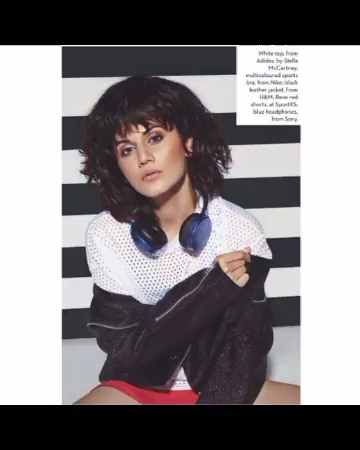 White top, from
Adidas, by Stella
McCartney;
multicoloured sports
bra, from Nike; black
leather jacket, from
H&M; Revo red
shorts, at SportXS;
blue headphones,
from Sony.